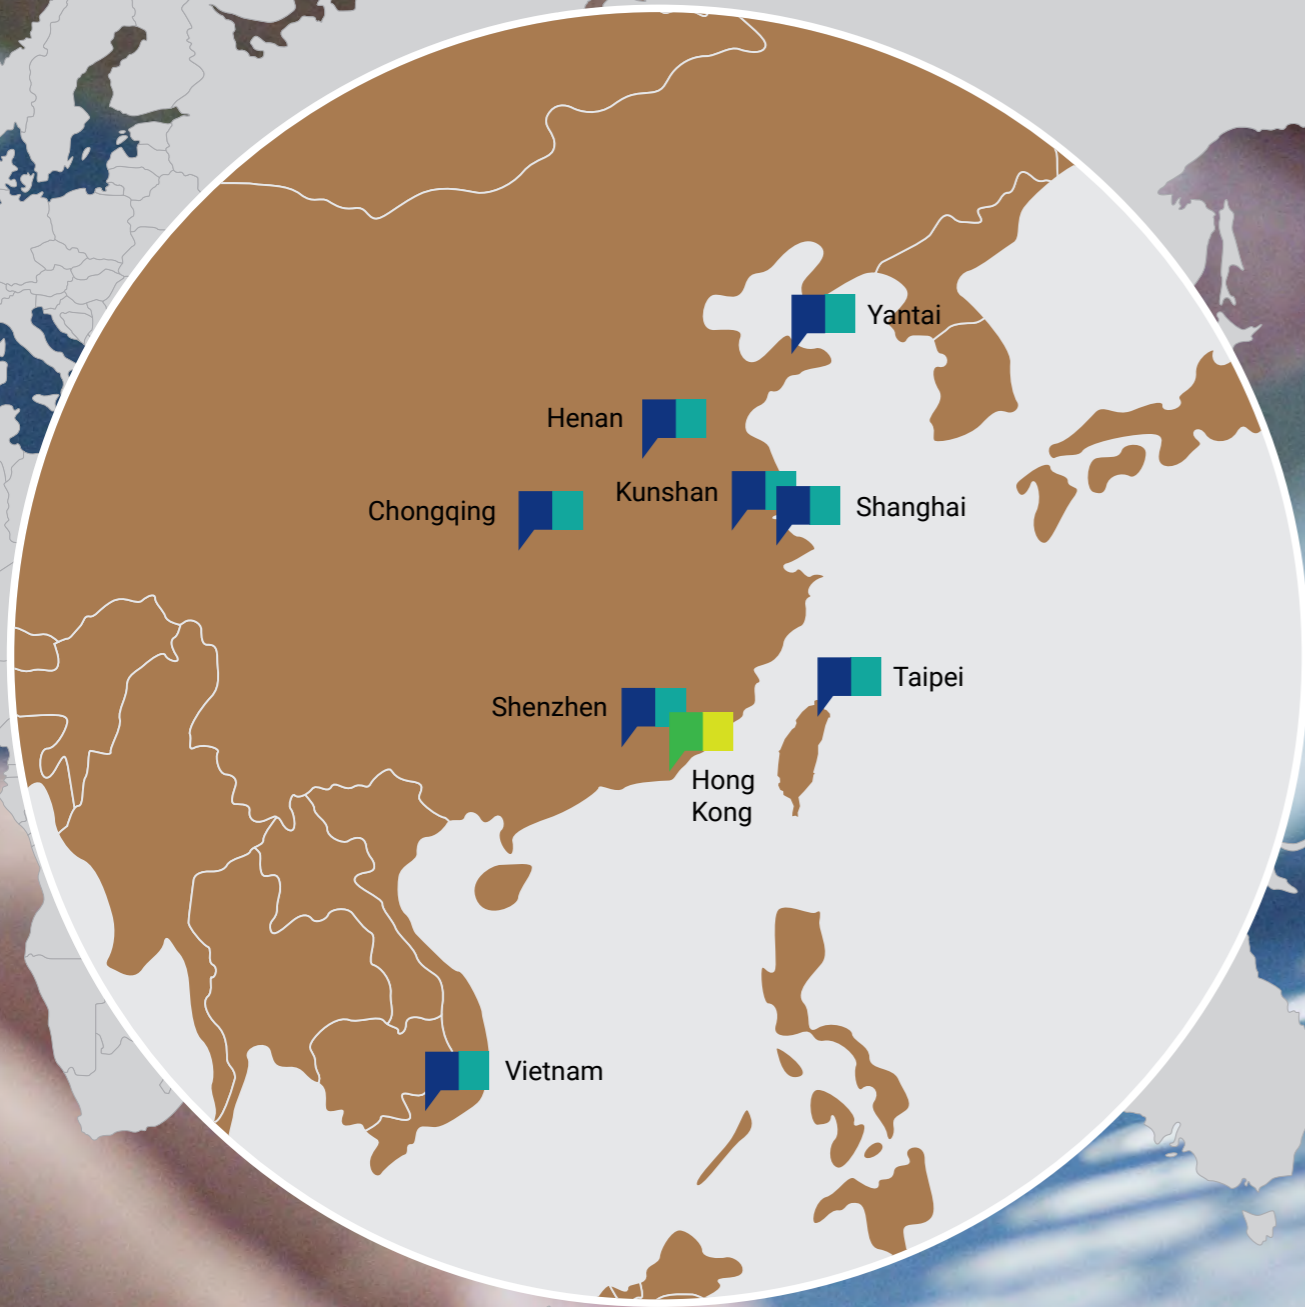 Yantai
Henan
Kunshan
Chongqing
Shanghai
Taipei
Shenzhen
Hong
Kong
Vietnam